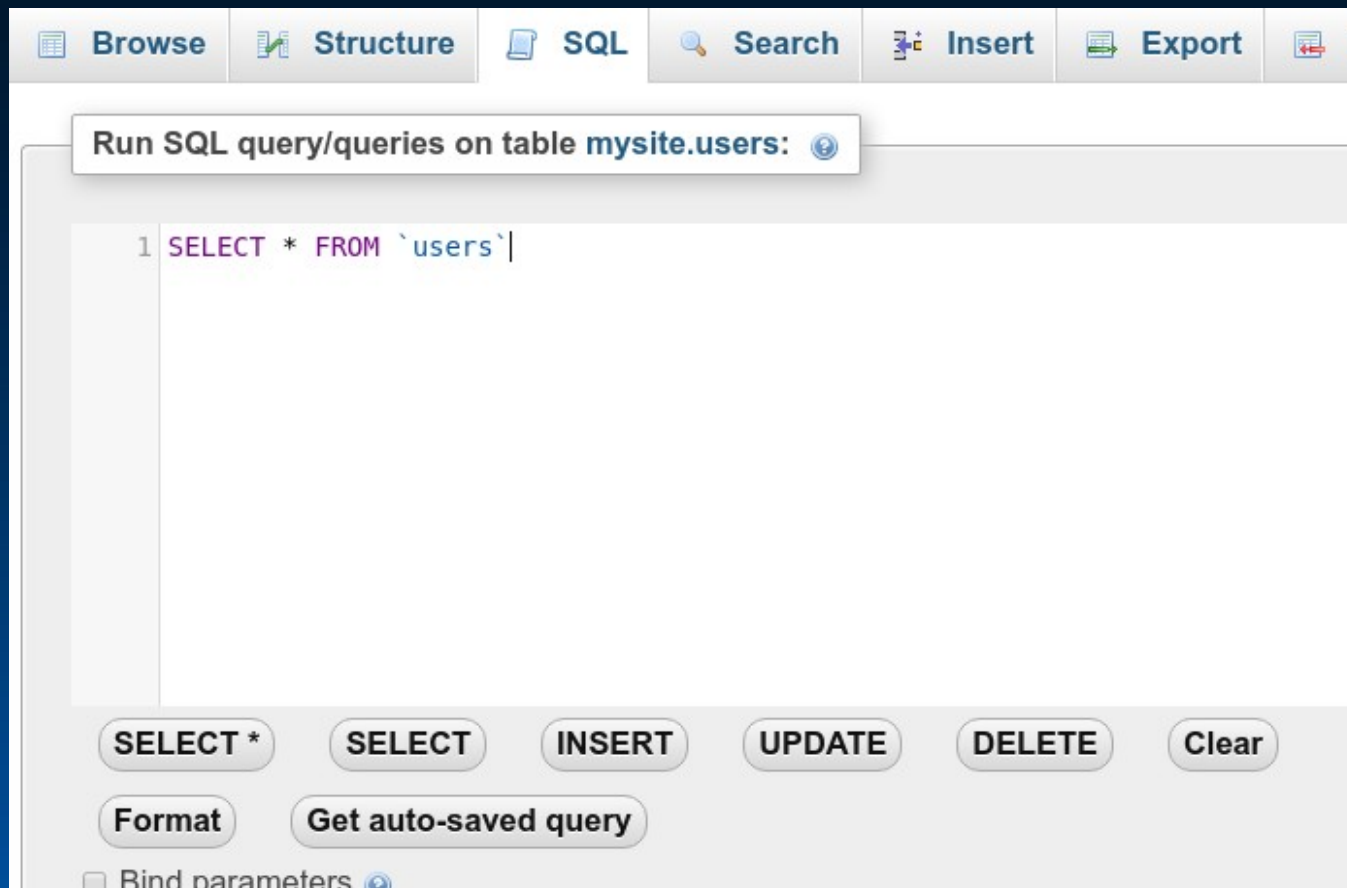 Browse Structure SQL Search Insert Export
Run SQL query/queries on table mysite.users:
1 SELECT * FROM `users`
SELECT * SELECT INSERT UPDATE DELETE Clear
Format Get auto-saved query
Bind parameters